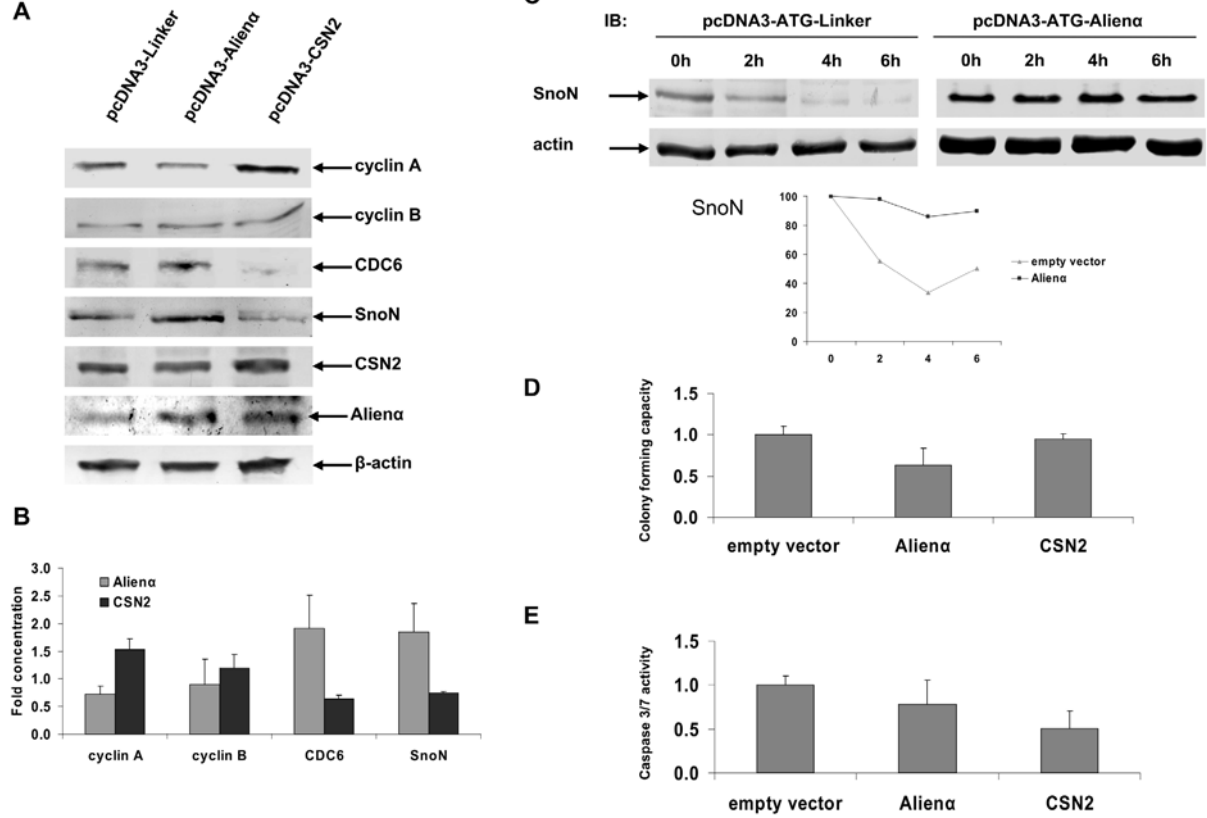 A
pcDNA3-Linker
pcDNA3-Alienα
pcDNA3-CSN2
cyclin A
cyclin B
CDC6
SnoN
CSN2
Alienα
β-actin
B
3.0
2.5
2.0
1.5
1.0
0.5
0.0
Fold concentration
Alienα
CSN2
cyclin A
cyclin B
CDC6
SnoN
IB:
pcDNA3-ATG-Linker
pcDNA3-ATG-Alienα
0h 2h 4h 6h
0h 2h 4h 6h
SnoN
actin
SnoN
100
80
60
40
20
0
0 2 4 6
empty vector
Alienα
D
Colony forming capacity
1.5
1.0
0.5
0.0
empty vector
Alienα
CSN2
E
Caspase 3/7 activity
1.5
1.0
0.5
0.0
empty vector
Alienα
CSN2